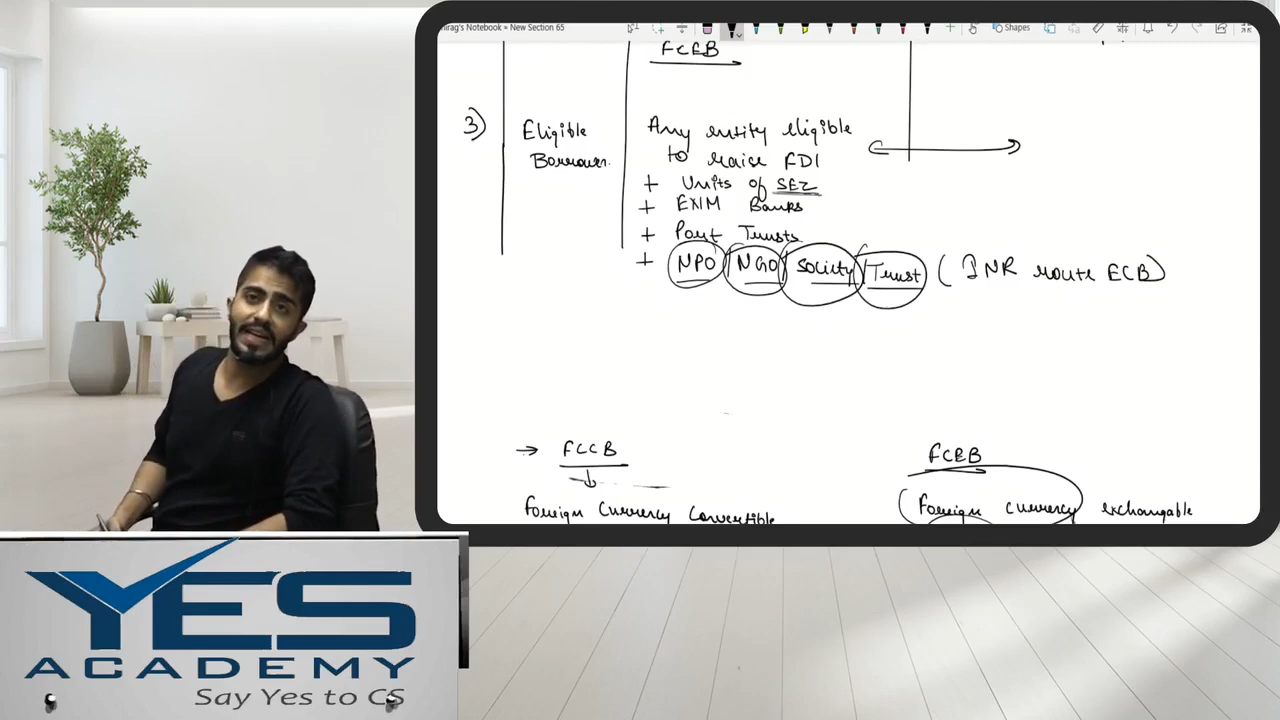 irag's Notebook > New Section 65
Shapes
FCEB
3) Eligible Borrowers.
Any entity eligible
to raise FDI
+ Units of SEZ
+ EXIM Banks
+ Port Trusts
+ NPO / NGO / Society / Trust ( INR route ECB )
→ FCCB
Foreign Currency Convertible
FCEB
( Foreign currency exchangable
YES
ACADEMY
Say Yes to CS